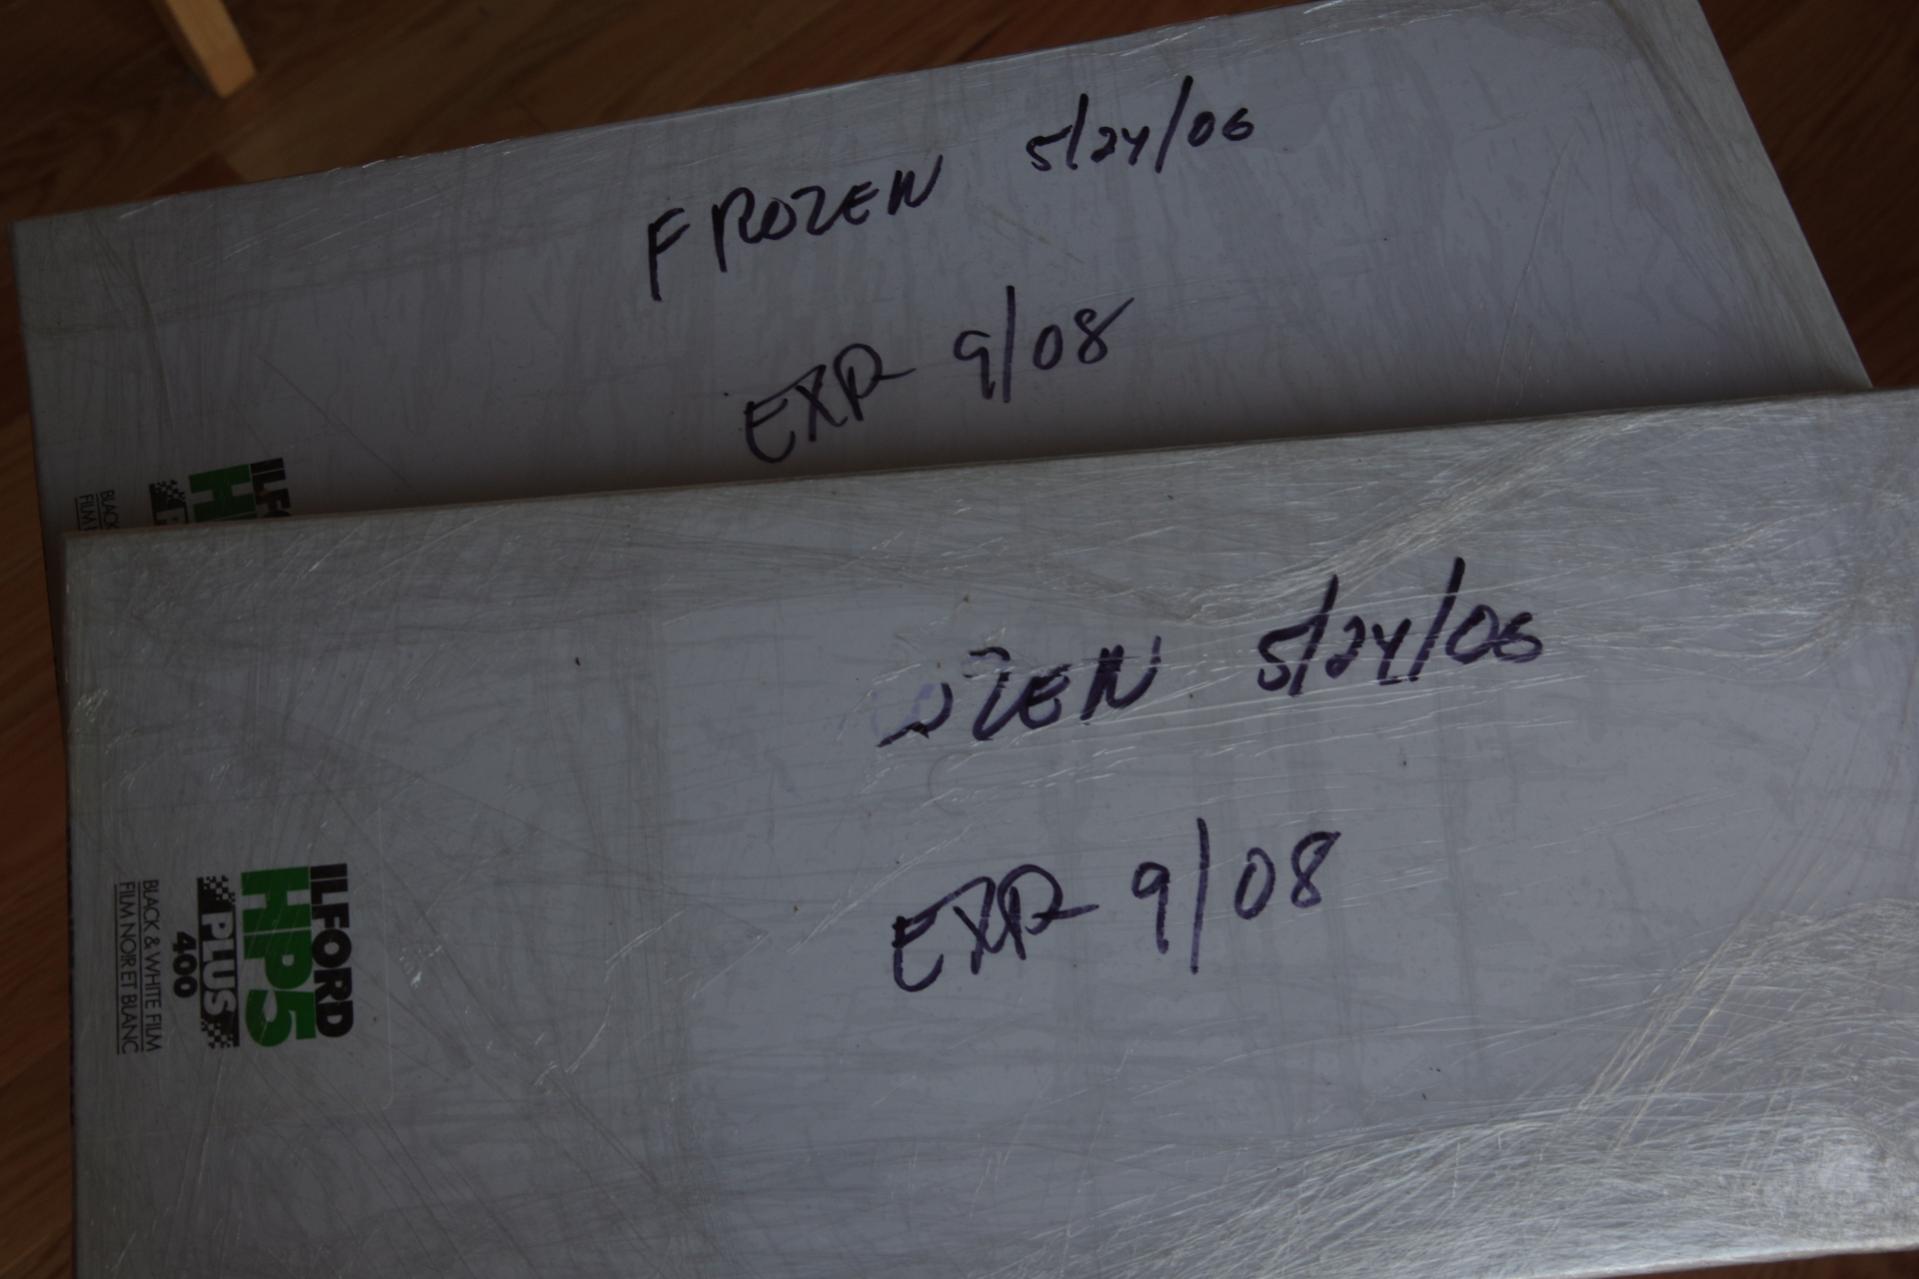 FROZEN 5/24/06
EXP 9/08
OZEN 5/24/06
EXP 9/08
ILFORD
HP5
PLUS
400
BLACK & WHITE FILM
FILM NOIR ET BLANC